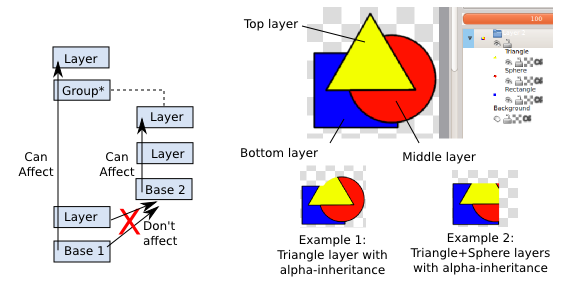 Layer
Group*
Layer
Layer
Base 2
Can
Affect
Can
Affect
Layer
Base 1
Don't
affect
Top layer
Bottom layer
Middle layer
100
Triangle
Sphere
Rectangle
Background
Example 1:
Triangle layer with
alpha-inheritance
Example 2:
Triangle+Sphere layers
with alpha-inheritance